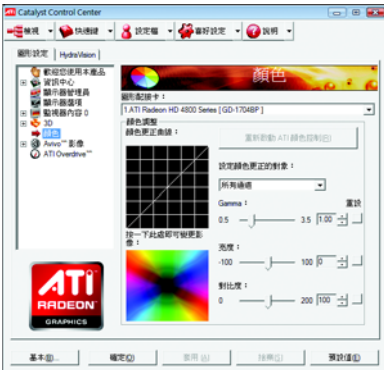 ATI Catalyst Control Center
檢視 快速鍵 設定檔 喜好設定 說明
圖形設定 HydraVision
歡迎您使用本產品
資訊中心
顯示器管理員
顯示器選項
監視器內容 0
3D
顏色
Avivo™ 影像
ATI Overdrive™
顏色
圖形配接卡：
1.ATI Radeon HD 4800 Series [ GD-1704BP ]
顏色調整
顏色更正曲線：
重新啟動 ATI 顏色控制(R)
設定顏色更正的對象：
所有通道
Gamma： 重設
0.5 3.5 1.00
按一下此處即可變更影像：
亮度：
-100 100 0
對比度：
0 200 100
ATI
RADEON
GRAPHICS
基本(B)... 確定(O) 套用(A) 捨棄(S) 預設值(D)